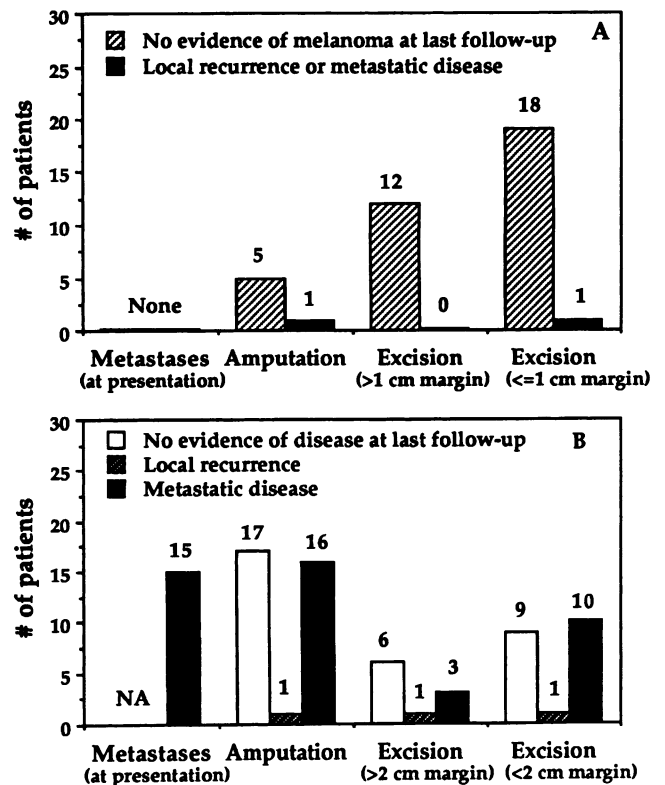 30
No evidence of melanoma at last follow-up
A
25
Local recurrence or metastatic disease
20
18
15
12
10
5
5
None
1
0
1
0
# of patients
Metastases Amputation Excision Excision
(at presentation) (>1 cm margin) (<=1 cm margin)
30
No evidence of disease at last follow-up
B
25
Local recurrence
Metastatic disease
20
17
16
15
15
10
9
10
6
5
3
NA
1
1
1
0
# of patients
Metastases Amputation Excision Excision
(at presentation) (>2 cm margin) (<2 cm margin)